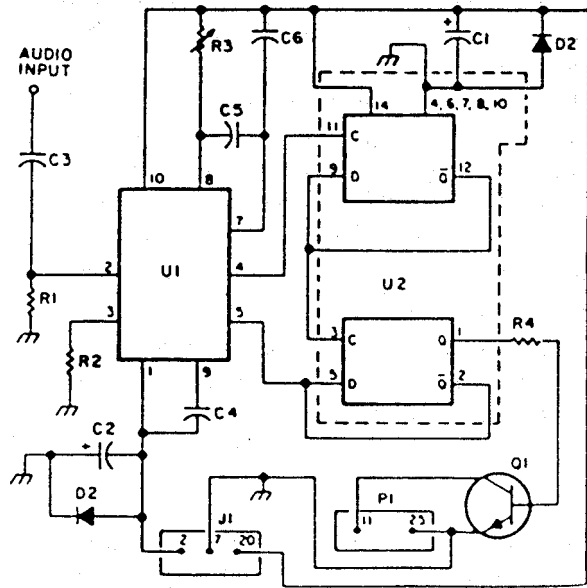 R3
C6
+
C1
D2
AUDIO
INPUT
C5
14
4, 6, 7, 8, 10
11
C
C3
10
8
9
D
Q̅
12
7
2
U1
4
R1
3
5
U2
R2
1
9
3
C
Q
1
R4
5
D
Q̅
2
C4
C2
+
Q1
D2
J1
P1
2
7
20
11
25